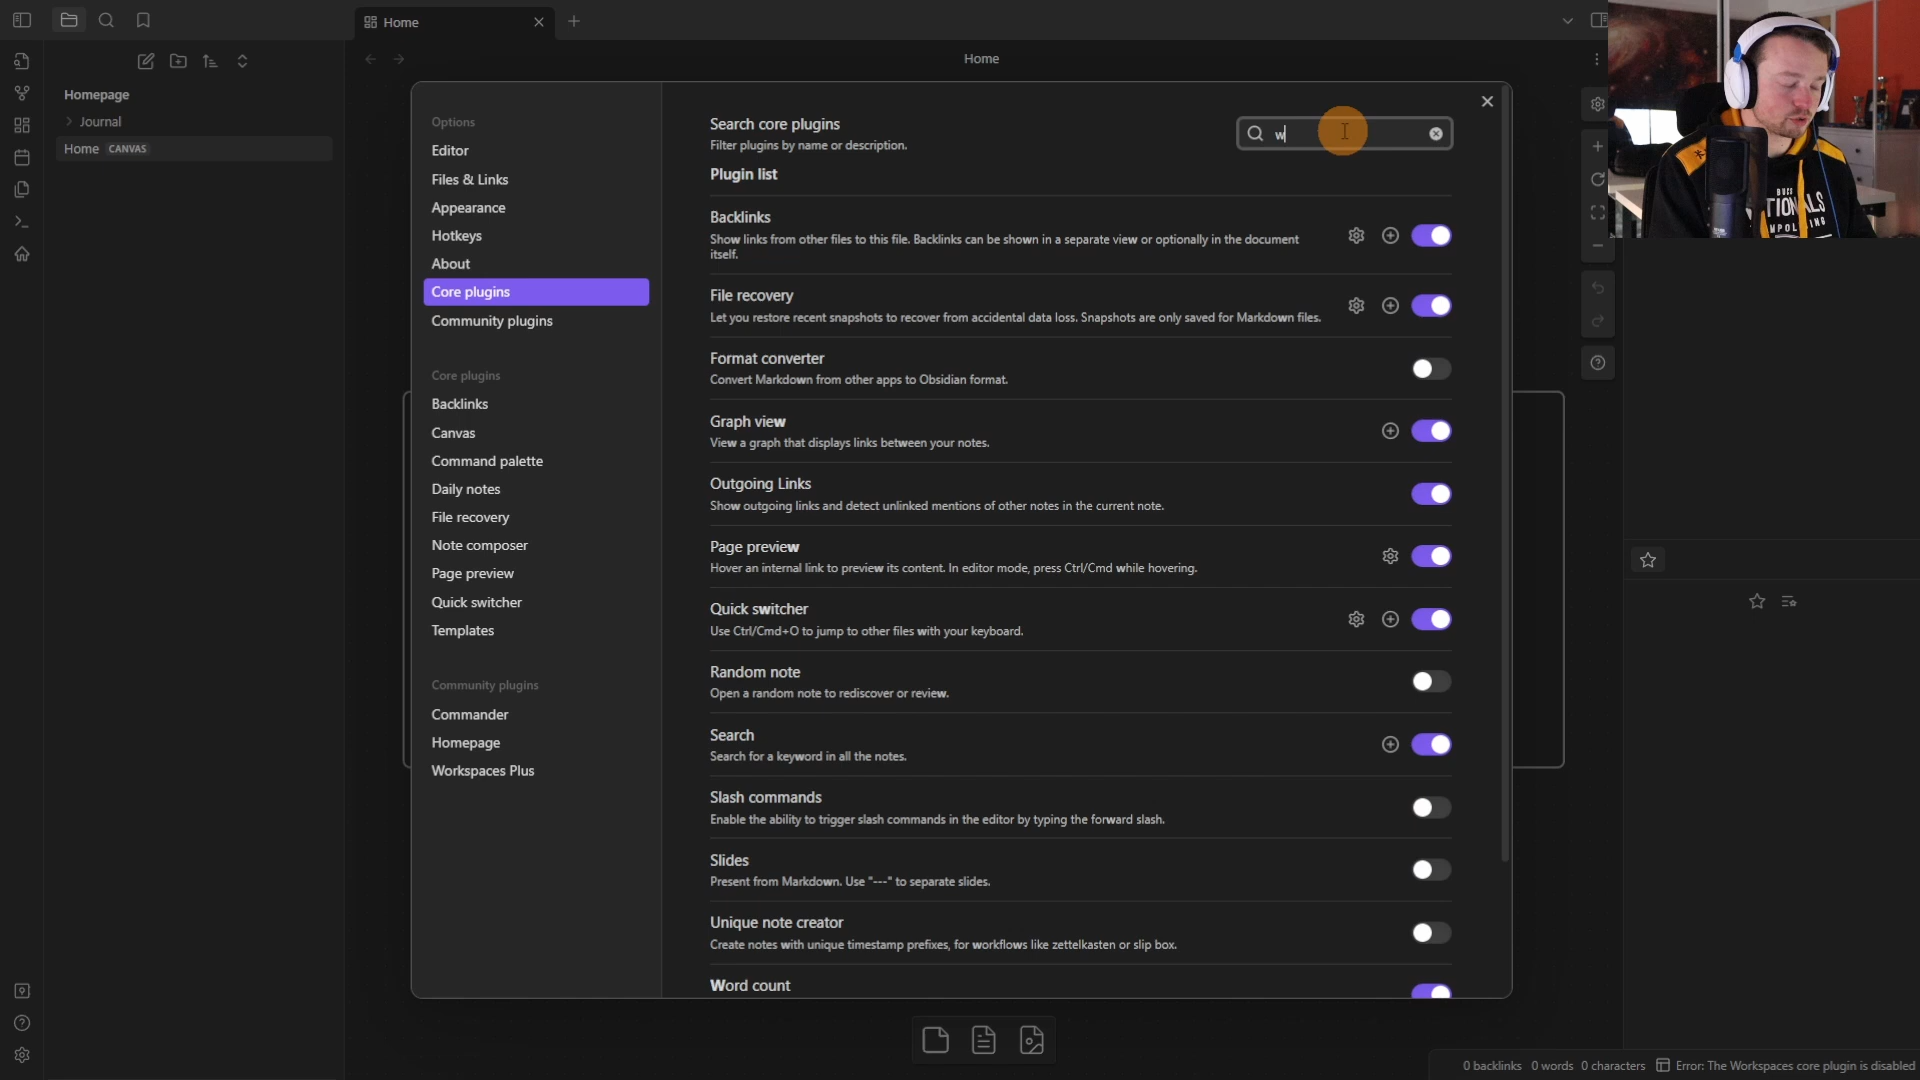 Home
Home
Homepage
Journal
Home CANVAS
Options
Editor
Files & Links
Appearance
Hotkeys
About
Core plugins
Community plugins
Core plugins
Backlinks
Canvas
Command palette
Daily notes
File recovery
Note composer
Page preview
Quick switcher
Templates
Community plugins
Commander
Homepage
Workspaces Plus
Search core plugins
Filter plugins by name or description.
w
Plugin list
Backlinks
Show links from other files to this file. Backlinks can be shown in a separate view or optionally in the document
itself.
File recovery
Let you restore recent snapshots to recover from accidental data loss. Snapshots are only saved for Markdown files.
Format converter
Convert Markdown from other apps to Obsidian format.
Graph view
View a graph that displays links between your notes.
Outgoing Links
Show outgoing links and detect unlinked mentions of other notes in the current note.
Page preview
Hover an internal link to preview its content. In editor mode, press Ctrl/Cmd while hovering.
Quick switcher
Use Ctrl/Cmd+O to jump to other files with your keyboard.
Random note
Open a random note to rediscover or review.
Search
Search for a keyword in all the notes.
Slash commands
Enable the ability to trigger slash commands in the editor by typing the forward slash.
Slides
Present from Markdown. Use "---" to separate slides.
Unique note creator
Create notes with unique timestamp prefixes, for workflows like zettelkasten or slip box.
Word count
0 backlinks 0 words 0 characters Error: The Workspaces core plugin is disabled